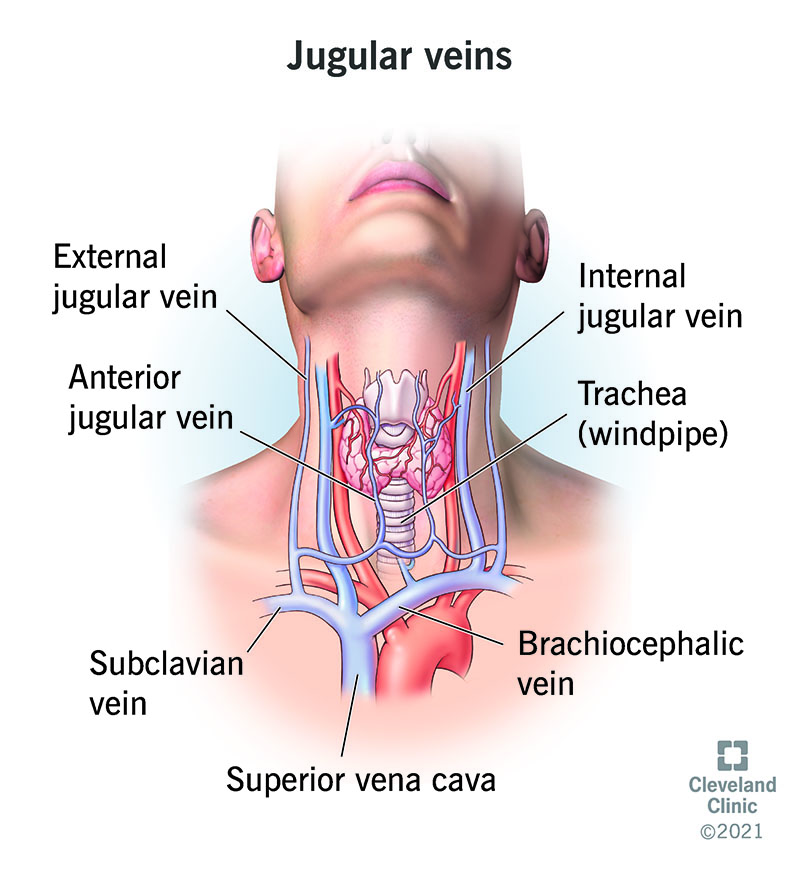 Jugular veins
External
jugular vein
Internal
jugular vein
Anterior
jugular vein
Trachea
(windpipe)
Subclavian
vein
Brachiocephalic
vein
Superior vena cava
Cleveland
Clinic
©2021